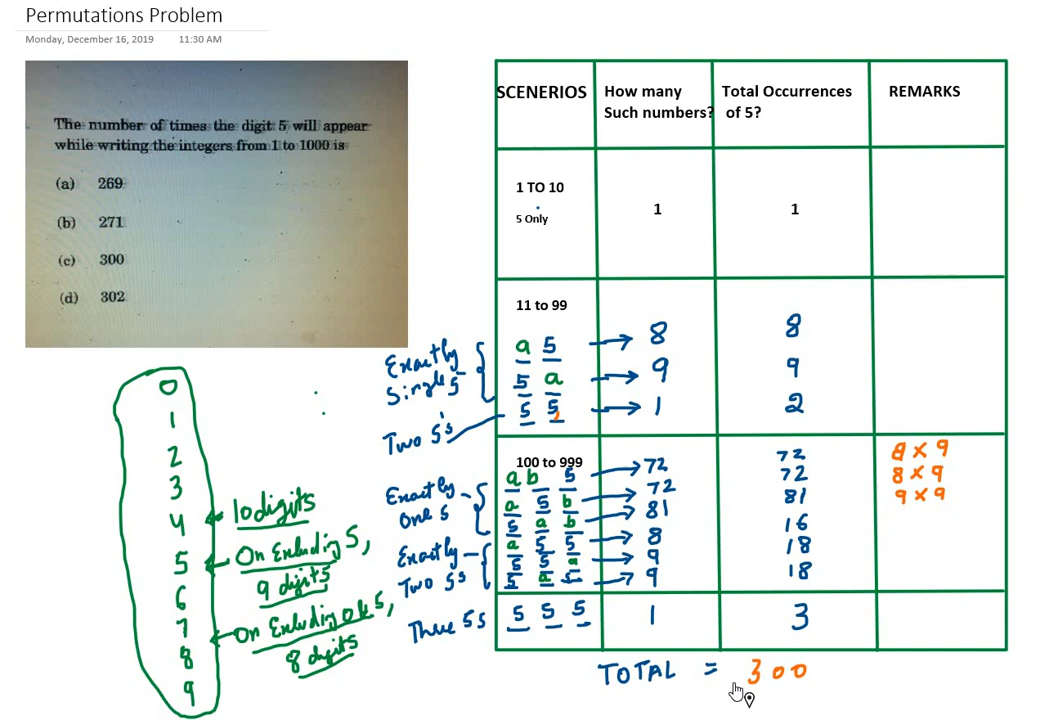 Permutations Problem
Monday, December 16, 2019 11:30 AM
The number of times the digit 5 will appear
while writing the integers from 1 to 1000 is
(a) 269
(b) 271
(c) 300
(d) 302
SCENERIOS How many Such numbers? Total Occurrences of 5? REMARKS
1 TO 10
5 Only 1 1
11 to 99
Exactly Single 5
a 5 → 8 8
5 a → 9 9
Two 5's 5 5 → 1 2
100 to 999
Exactly One 5
a b 5 → 72 72 8 × 9
a 5 b → 72 72 8 × 9
5 a b → 81 81 9 × 9
Exactly Two 5s
a 5 5 → 8 16
5 5 a → 9 18
5 a 5 → 9 18
Three 5s 5 5 5 1 3
TOTAL = 300
0
1
2
3
4 ← 10 digits
5 ← On Excluding 5,
9 digits
6
7 ← On Excluding 0 & 5,
8 digits
8
9